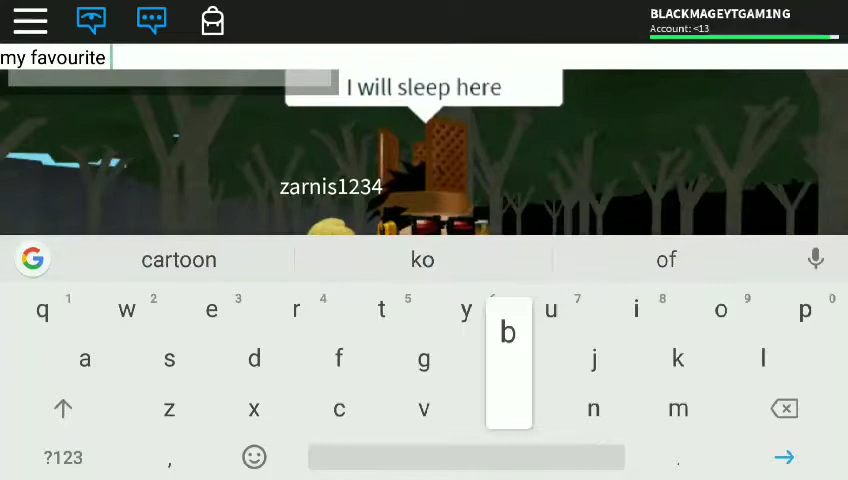 BLACKMAGEYTGAM1NG
Account: <13
my favourite
I will sleep here
zarnis1234
cartoon ko of
q 1 w 2 e 3 r 4 t 5 y 6 u 7 i 8 o 9 p 0
b
a s d f g j k l
z x c v n m
?123 , .